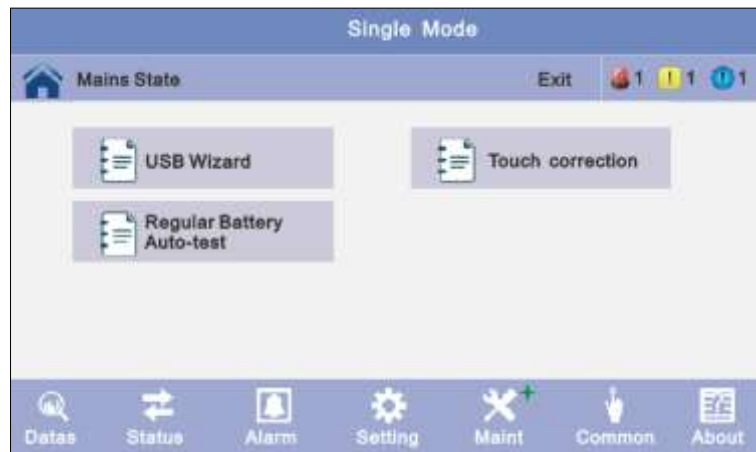 Single Mode
Mains State
Exit
1
! 1
! 1
USB Wizard
Touch correction
Regular Battery
Auto-test
Datas
Status
Alarm
Setting
Maint
Common
About